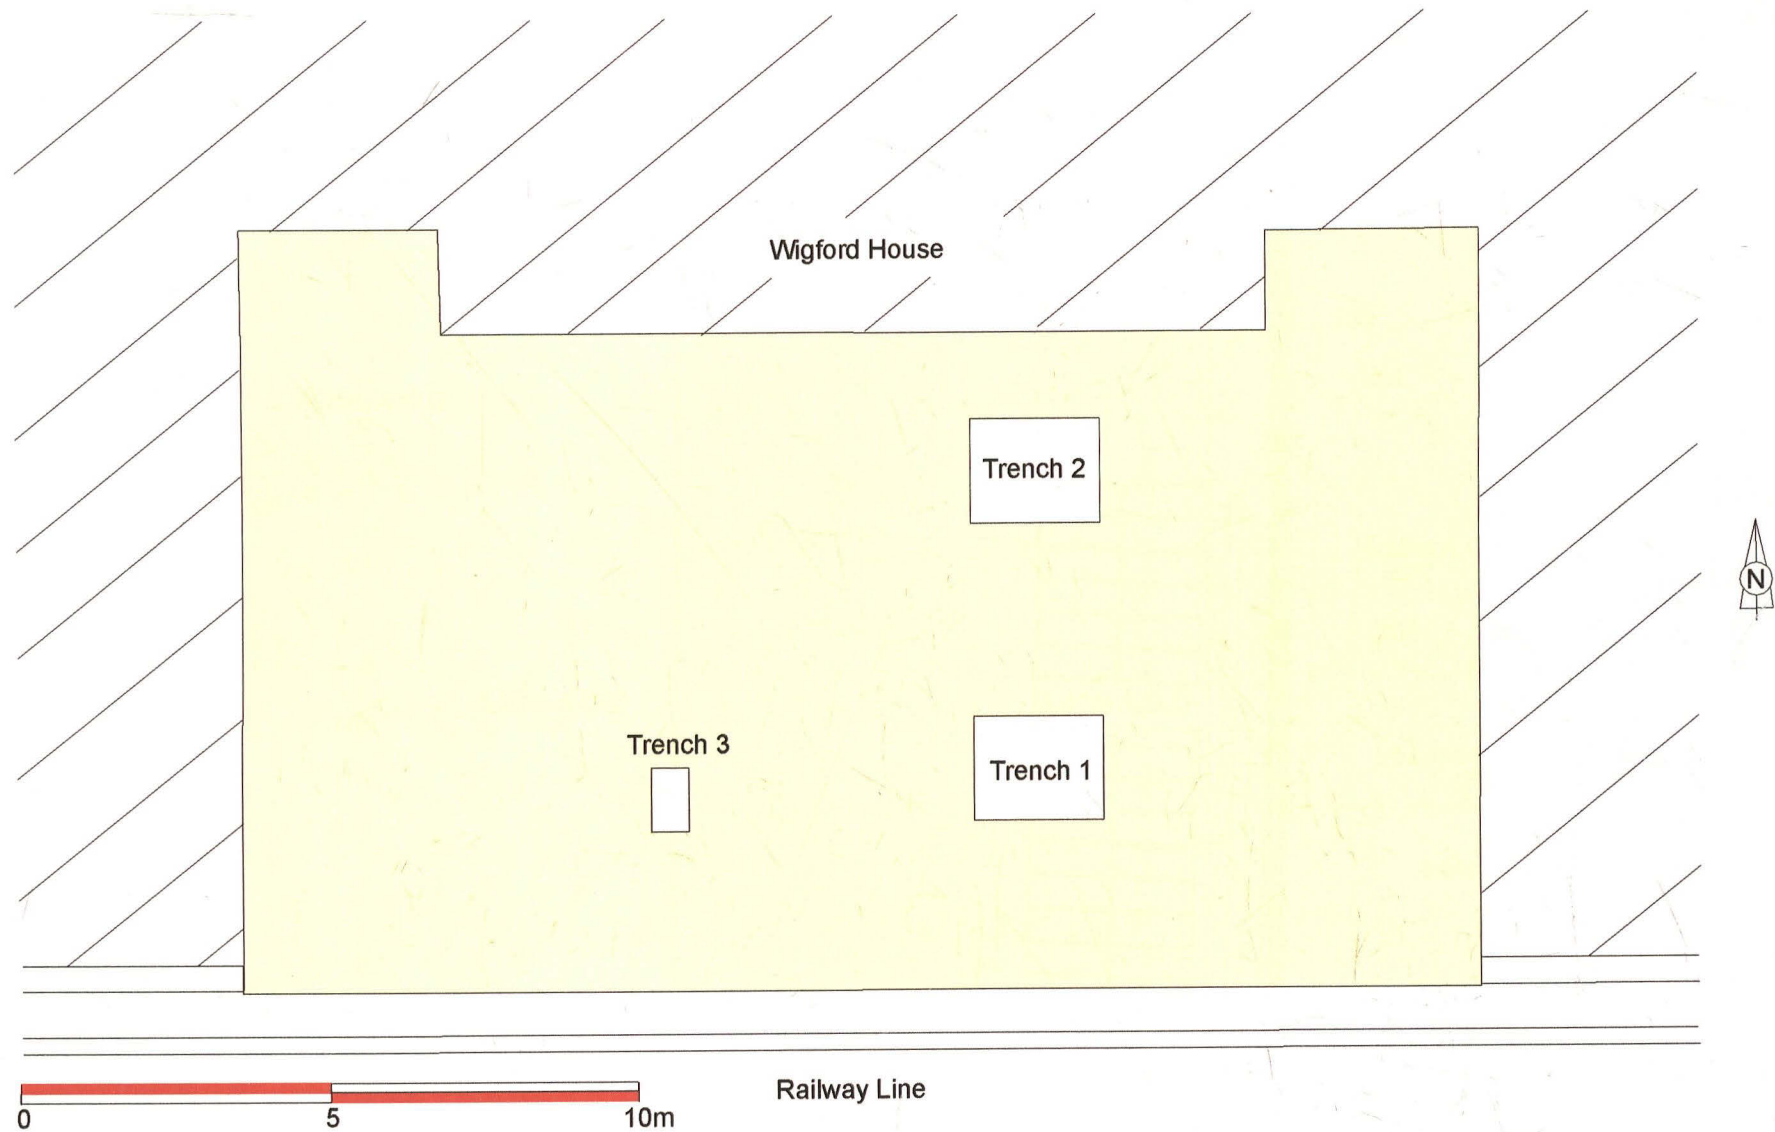 Wigford House
Trench 2
N
Trench 3
Trench 1
Railway Line
0 5 10m